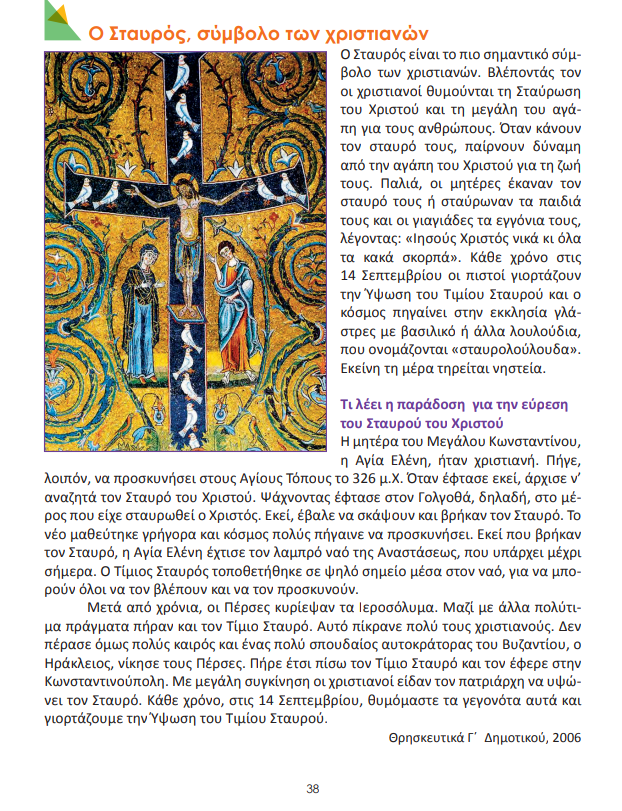 Ο Σταυρός, σύμβολο των χριστιανών
Ο Σταυρός είναι το πιο σημαντικό σύμ-
βολο των χριστιανών. Βλέποντάς τον
οι χριστιανοί θυμούνται τη Σταύρωση
του Χριστού και τη μεγάλη του αγά-
πη για τους ανθρώπους. Όταν κάνουν
τον σταυρό τους, παίρνουν δύναμη
από την αγάπη του Χριστού για τη ζωή
τους. Παλιά, οι μητέρες έκαναν τον
σταυρό τους ή σταύρωναν τα παιδιά
τους και οι γιαγιάδες τα εγγόνια τους,
λέγοντας: «Ιησούς Χριστός νικά κι όλα
τα κακά σκορπά». Κάθε χρόνο στις
14 Σεπτεμβρίου οι πιστοί γιορτάζουν
την Ύψωση του Τιμίου Σταυρού και ο
κόσμος πηγαίνει στην εκκλησία γλά-
στρες με βασιλικό ή άλλα λουλούδια,
που ονομάζονται «σταυρολούλουδα».
Εκείνη τη μέρα τηρείται νηστεία.
Τι λέει η παράδοση για την εύρεση
του Σταυρού του Χριστού
Η μητέρα του Μεγάλου Κωνσταντίνου,
η Αγία Ελένη, ήταν χριστιανή. Πήγε,
λοιπόν, να προσκυνήσει στους Αγίους Τόπους το 326 μ.Χ. Όταν έφτασε εκεί, άρχισε ν’
αναζητά τον Σταυρό του Χριστού. Ψάχνοντας έφτασε στον Γολγοθά, δηλαδή, στο μέ-
ρος που είχε σταυρωθεί ο Χριστός. Εκεί, έβαλε να σκάψουν και βρήκαν τον Σταυρό. Το
νέο μαθεύτηκε γρήγορα και κόσμος πολύς πήγαινε να προσκυνήσει. Εκεί που βρήκαν
τον Σταυρό, η Αγία Ελένη έχτισε τον λαμπρό ναό της Αναστάσεως, που υπάρχει μέχρι
σήμερα. Ο Τίμιος Σταυρός τοποθετήθηκε σε ψηλό σημείο μέσα στον ναό, για να μπο-
ρούν όλοι να τον βλέπουν και να τον προσκυνούν.
Μετά από χρόνια, οι Πέρσες κυρίεψαν τα Ιεροσόλυμα. Μαζί με άλλα πολύτι-
μα πράγματα πήραν και τον Τίμιο Σταυρό. Αυτό πίκρανε πολύ τους χριστιανούς. Δεν
πέρασε όμως πολύς καιρός και ένας πολύ σπουδαίος αυτοκράτορας του Βυζαντίου, ο
Ηράκλειος, νίκησε τους Πέρσες. Πήρε έτσι πίσω τον Τίμιο Σταυρό και τον έφερε στην
Κωνσταντινούπολη. Με μεγάλη συγκίνηση οι χριστιανοί είδαν τον πατριάρχη να υψώ-
νει τον Σταυρό. Κάθε χρόνο, στις 14 Σεπτεμβρίου, θυμόμαστε τα γεγονότα αυτά και
γιορτάζουμε την Ύψωση του Τιμίου Σταυρού.
Θρησκευτικά Γ΄ Δημοτικού, 2006
38